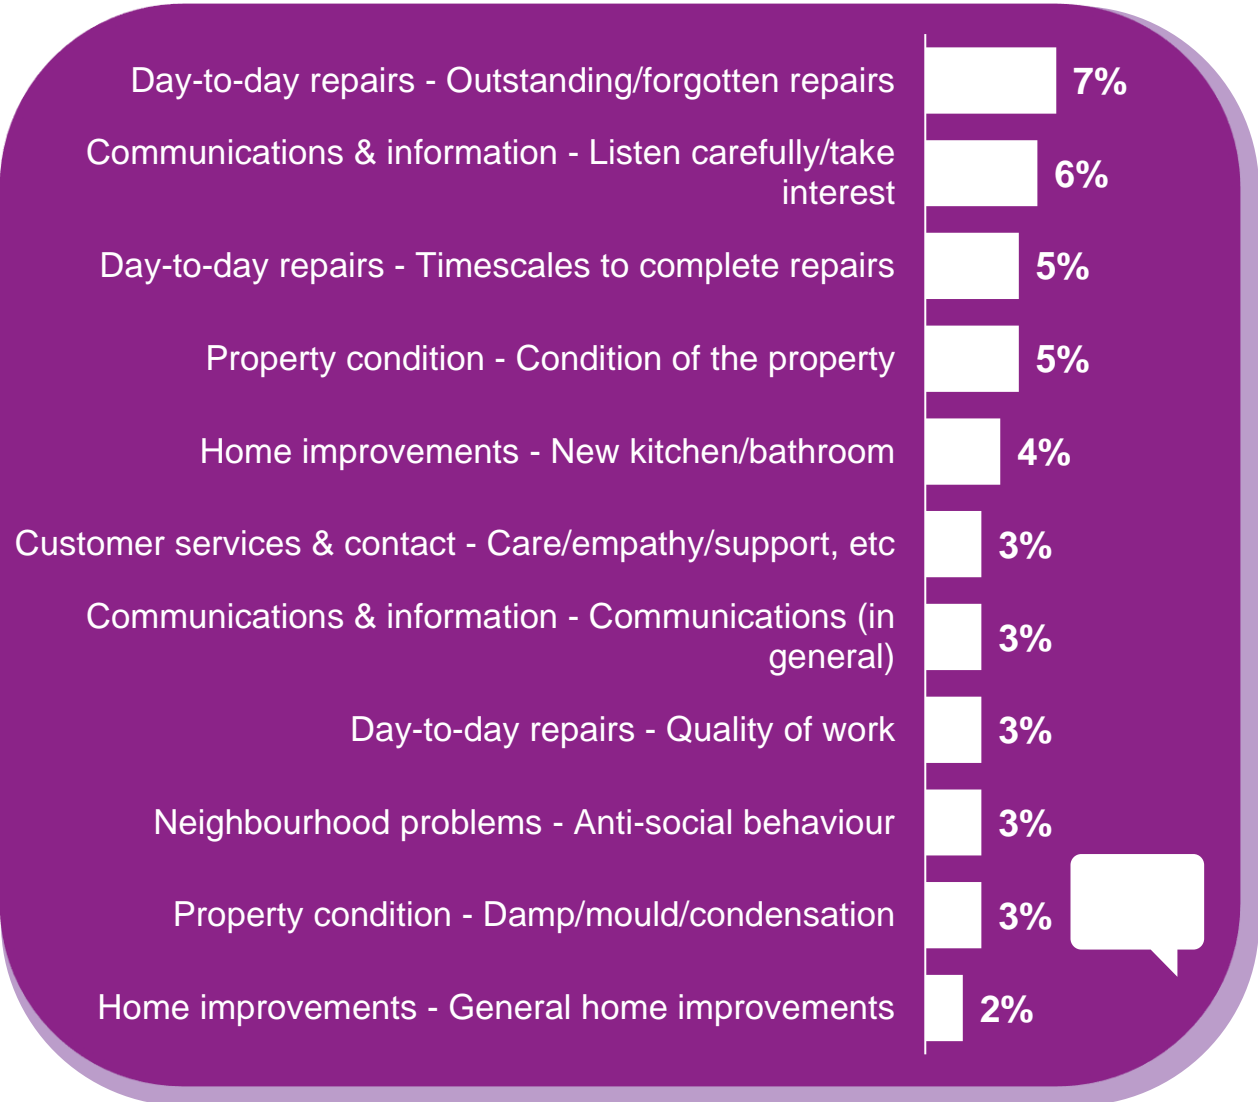 Day-to-day repairs - Outstanding/forgotten repairs 7%
Communications & information - Listen carefully/take
interest 6%
Day-to-day repairs - Timescales to complete repairs 5%
Property condition - Condition of the property 5%
Home improvements - New kitchen/bathroom 4%
Customer services & contact - Care/empathy/support, etc 3%
Communications & information - Communications (in
general) 3%
Day-to-day repairs - Quality of work 3%
Neighbourhood problems - Anti-social behaviour 3%
Property condition - Damp/mould/condensation 3%
Home improvements - General home improvements 2%